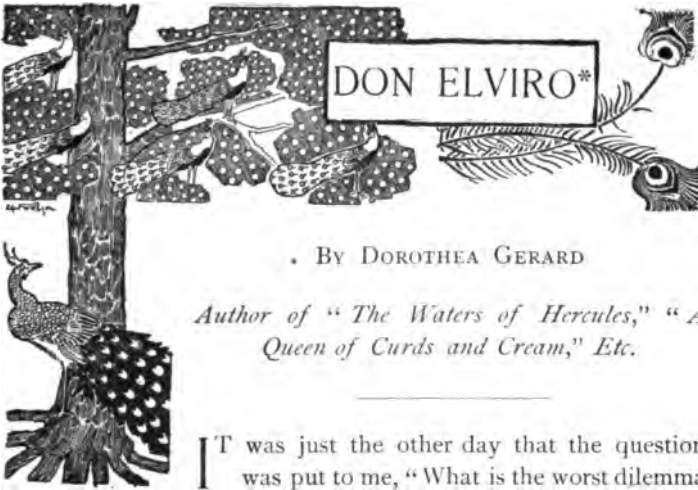 DON ELVIRO*
. BY DOROTHEA GERARD
Author of “ The Waters of Hercules,” “ A
Queen of Curds and Cream,” Etc.
IT was just the other day that the question
was put to me, “ What is the worst dilemma